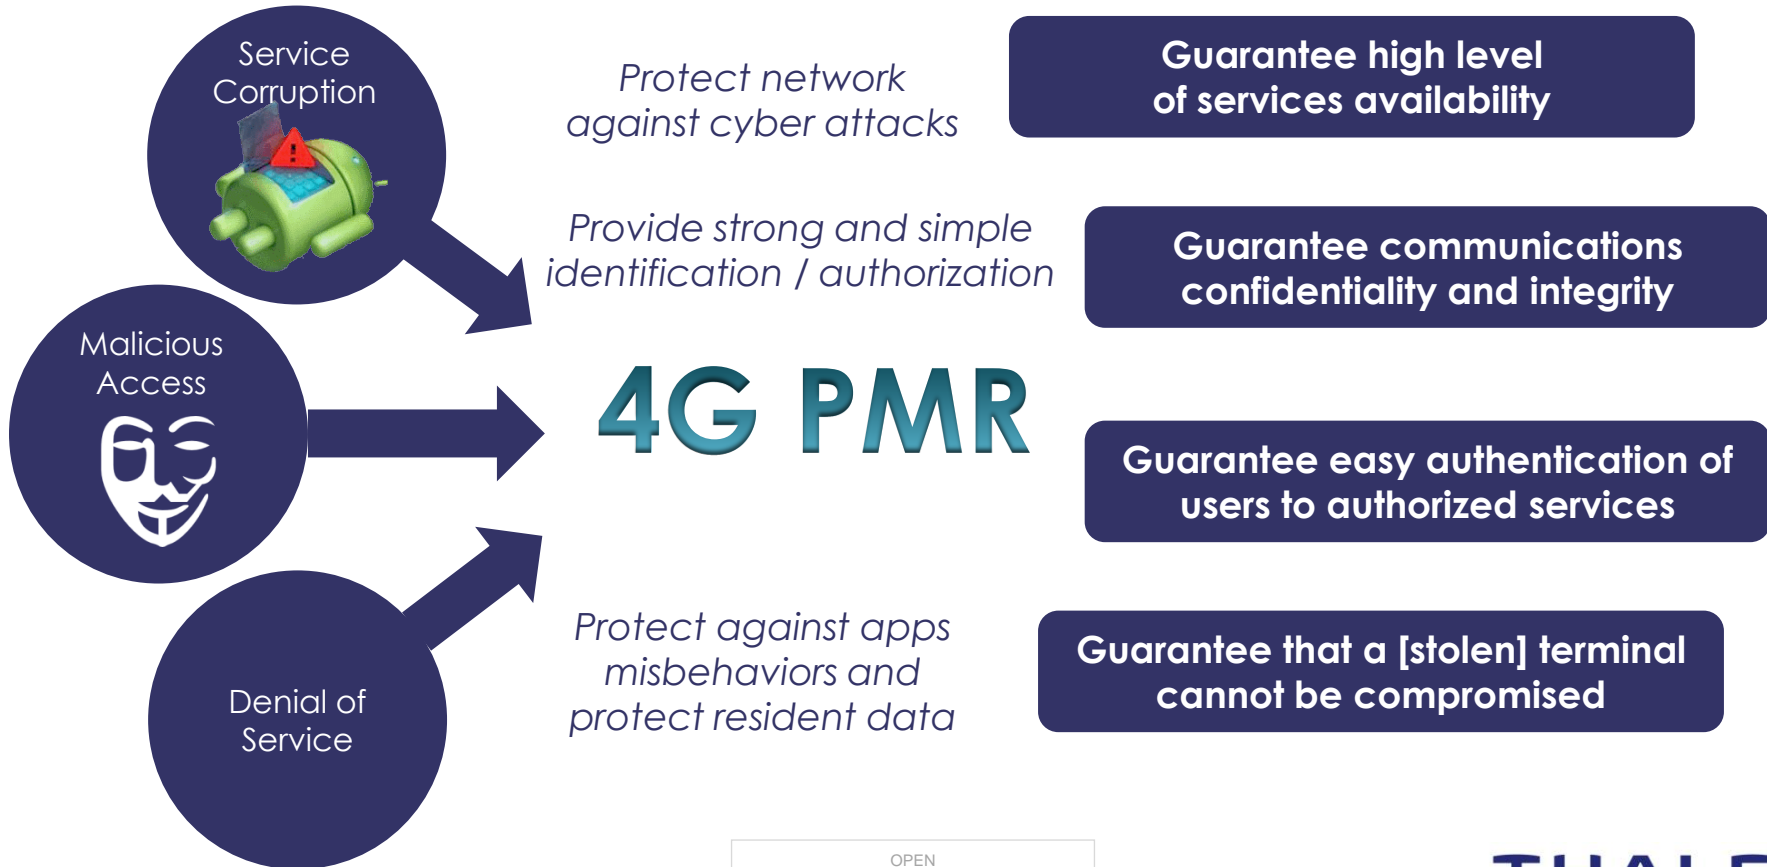 Service
Corruption
Protect network
against cyber attacks
Guarantee high level
of services availability
Provide strong and simple
identification / authorization
Guarantee communications
confidentiality and integrity
Malicious
Access
4G PMR
Guarantee easy authentication of
users to authorized services
Denial of
Service
Protect against apps
misbehaviors and
protect resident data
Guarantee that a [stolen] terminal
cannot be compromised
OPEN